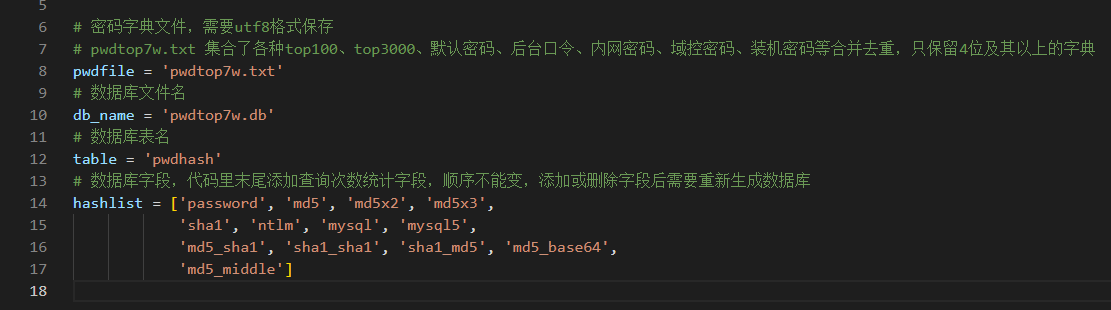 5
6 # 密码字典文件，需要utf8格式保存
7 # pwdtop7w.txt 集合了各种top100、top3000、默认密码、后台口令、内网密码、域控密码、装机密码等合并去重，只保留4位及其以上的字典
8 pwdfile = 'pwdtop7w.txt'
9 # 数据库文件名
10 db_name = 'pwdtop7w.db'
11 # 数据库表名
12 table = 'pwdhash'
13 # 数据库字段，代码里末尾添加查询次数统计字段，顺序不能变，添加或删除字段后需要重新生成数据库
14 hashlist = ['password', 'md5', 'md5x2', 'md5x3',
15 'sha1', 'ntlm', 'mysql', 'mysql5',
16 'md5_sha1', 'sha1_sha1', 'sha1_md5', 'md5_base64',
17 'md5_middle']
18